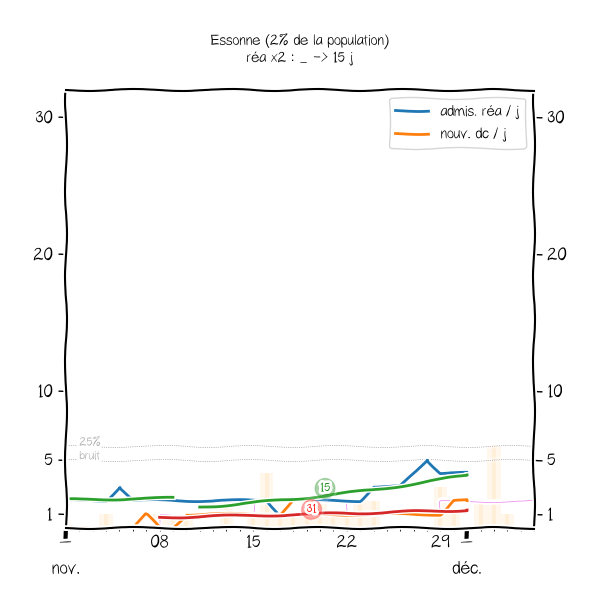 Essonne (2% de la population)
réa x2 : _ -> 15 j
admis. réa / j
nouv. dc / j
30
30
20
20
10
10
25%
5
bruit
5
15
31
1
1
08
15
22
29
nov.
déc.